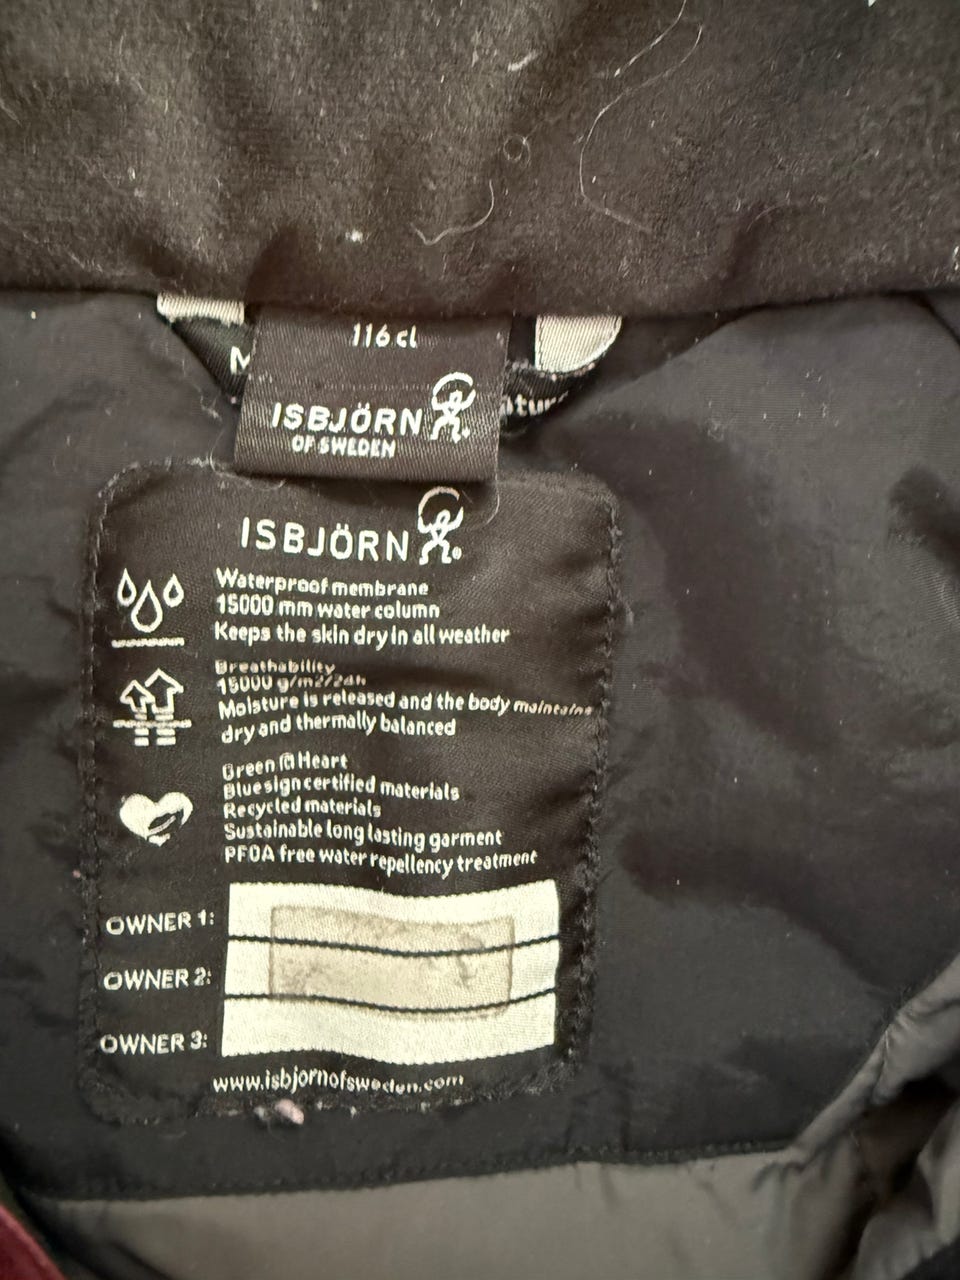 116 cl
ISBJÖRN
OF SWEDEN
ISBJÖRN
Waterproof membrane
15000 mm water column
Keeps the skin dry in all weather
Breathability
15000 g/m2/24h
Moisture is released and the body maintains
dry and thermally balanced
Green @ Heart
Bluesign certified materials
Recycled materials
Sustainable long lasting garment
PFOA free water repellency treatment
OWNER 1:
OWNER 2:
OWNER 3:
www.isbjornofsweden.com